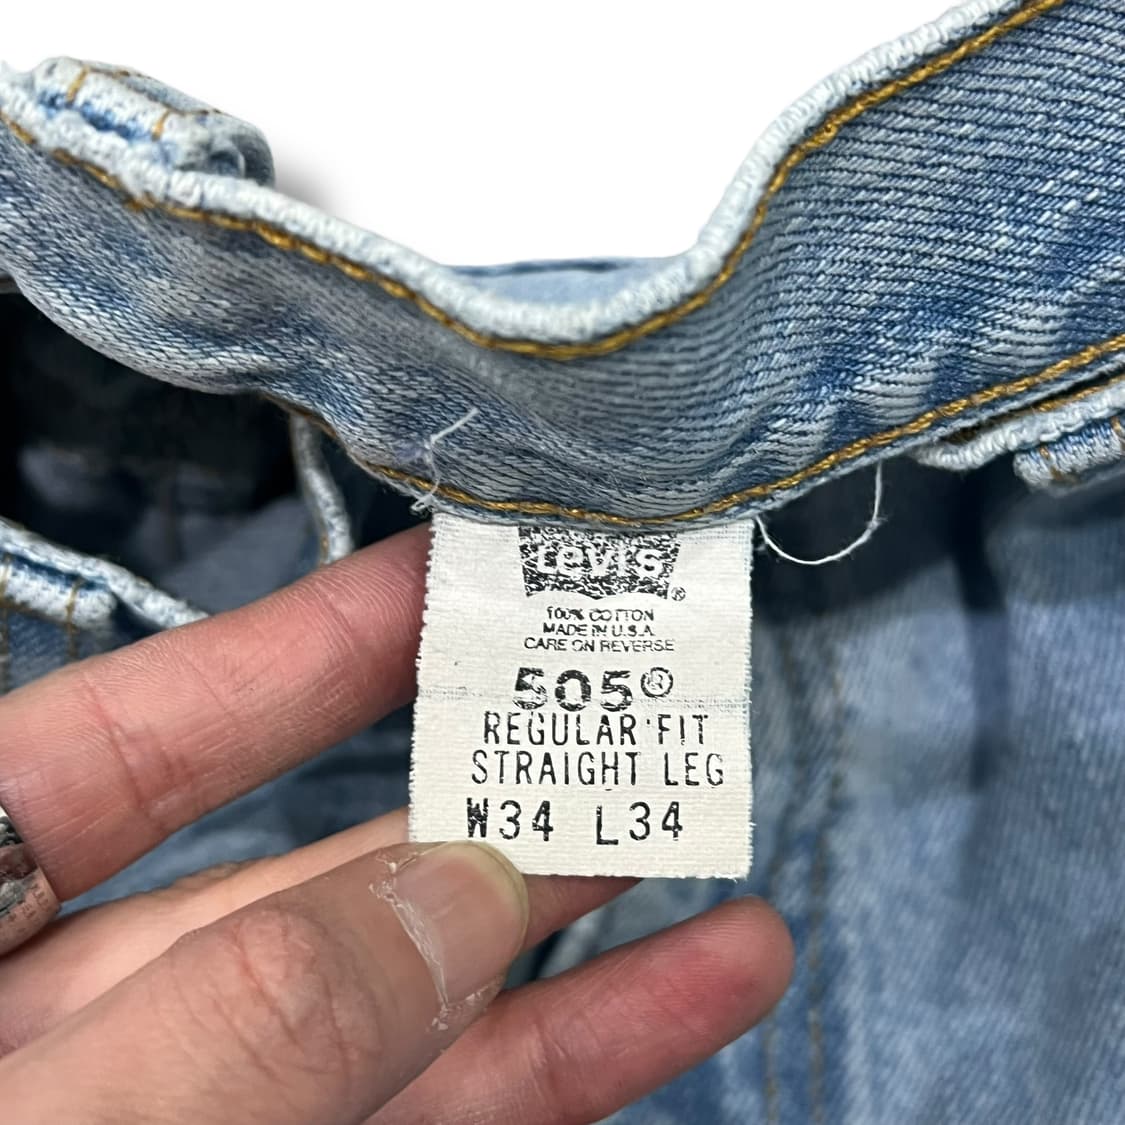 Levi's®
100% COTTON
MADE IN U.S.A.
CARE ON REVERSE
505®
REGULAR FIT
STRAIGHT LEG
W34 L34